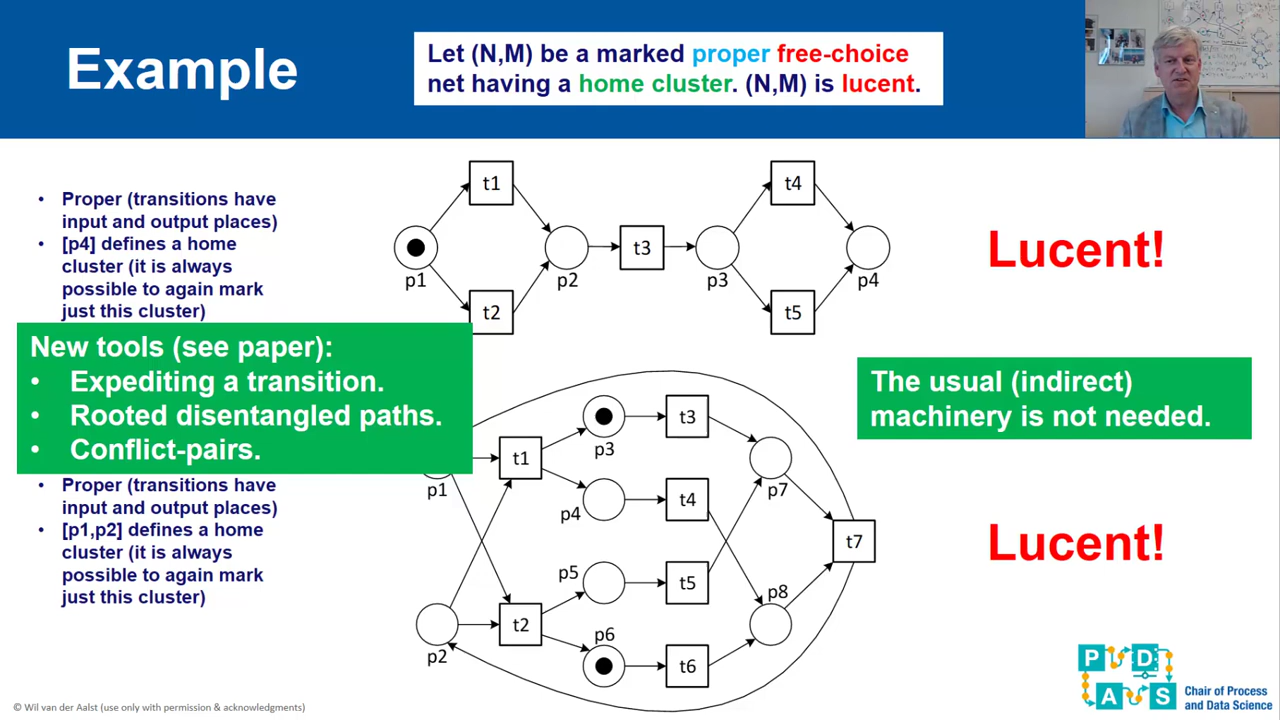 Example
Let (N,M) be a marked proper free-choice
net having a home cluster. (N,M) is lucent.
• Proper (transitions have
input and output places)
• [p4] defines a home
cluster (it is always
possible to again mark
just this cluster)
t1
t4
p1
p2
t3
p3
p4
t2
t5
Lucent!
New tools (see paper):
• Expediting a transition.
• Rooted disentangled paths.
• Conflict-pairs.
The usual (indirect)
machinery is not needed.
• Proper (transitions have
input and output places)
• [p1,p2] defines a home
cluster (it is always
possible to again mark
just this cluster)
t3
p3
t1
p1
p7
t4
p4
t7
p5
t5
p8
p6
t2
p2
t6
Lucent!
© Wil van der Aalst (use only with permission & acknowledgments)
P D
A S
Chair of Process
and Data Science